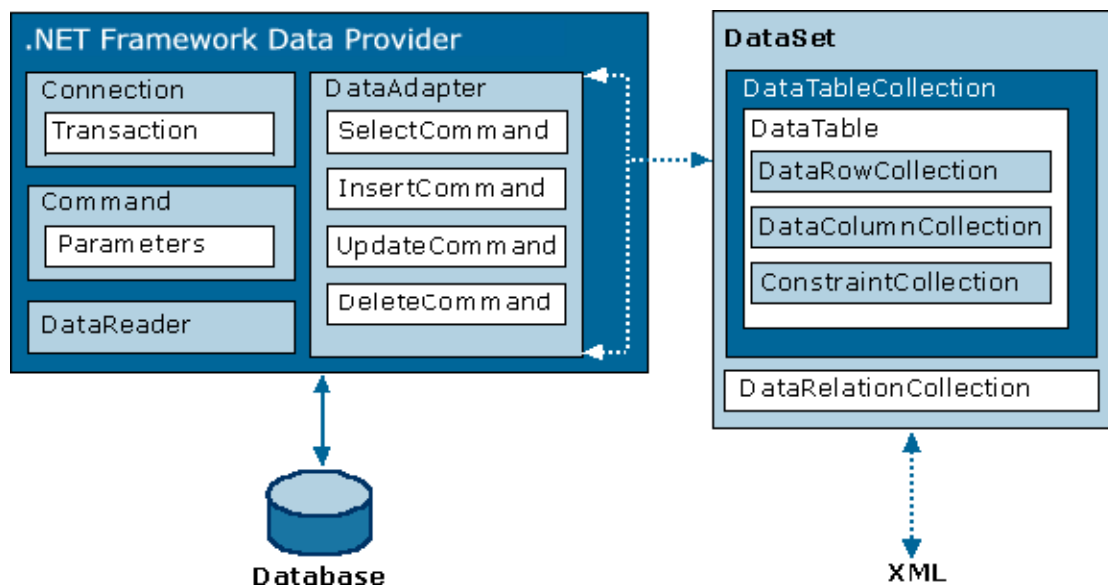 .NET Framework Data Provider
Connection
Transaction
Command
Parameters
DataReader
DataAdapter
SelectCommand
InsertCommand
UpdateCommand
DeleteCommand
Database
DataSet
DataTableCollection
DataTable
DataRowCollection
DataColumnCollection
ConstraintCollection
DataRelationCollection
XML